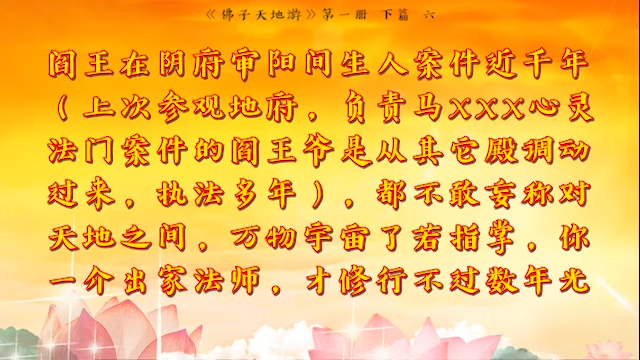 《佛子天地游》第一册 下篇 六
阎王在阴府审阳间生人案件近千年
（上次参观地府，负责马XXX心灵
法门案件的阎王爷是从其它殿调动
过来，执法多年），都不敢妄称对
天地之间，万物宇宙了若指掌，你
一介出家法师，才修行不过数年光